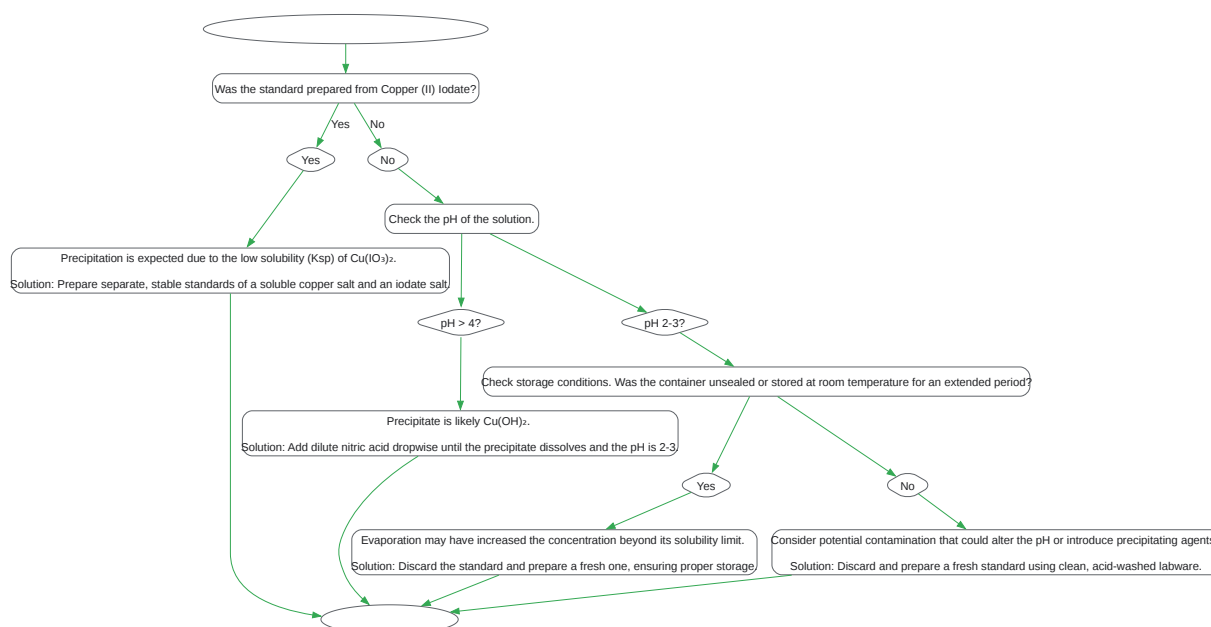 Was the standard prepared from Copper (II) Iodate?
Yes
No
Yes
No
Check the pH of the solution.
Precipitation is expected due to the low solubility (Ksp) of Cu(IO₃)₂.
Solution: Prepare separate, stable standards of a soluble copper salt and an iodate salt.
pH > 4?
pH 2-3?
Check storage conditions. Was the container unsealed or stored at room temperature for an extended period?
Precipitate is likely Cu(OH)₂.
Solution: Add dilute nitric acid dropwise until the precipitate dissolves and the pH is 2-3.
Yes
No
Evaporation may have increased the concentration beyond its solubility limit.
Solution: Discard the standard and prepare a fresh one, ensuring proper storage.
Consider potential contamination that could alter the pH or introduce precipitating agents
Solution: Discard and prepare a fresh standard using clean, acid-washed labware.